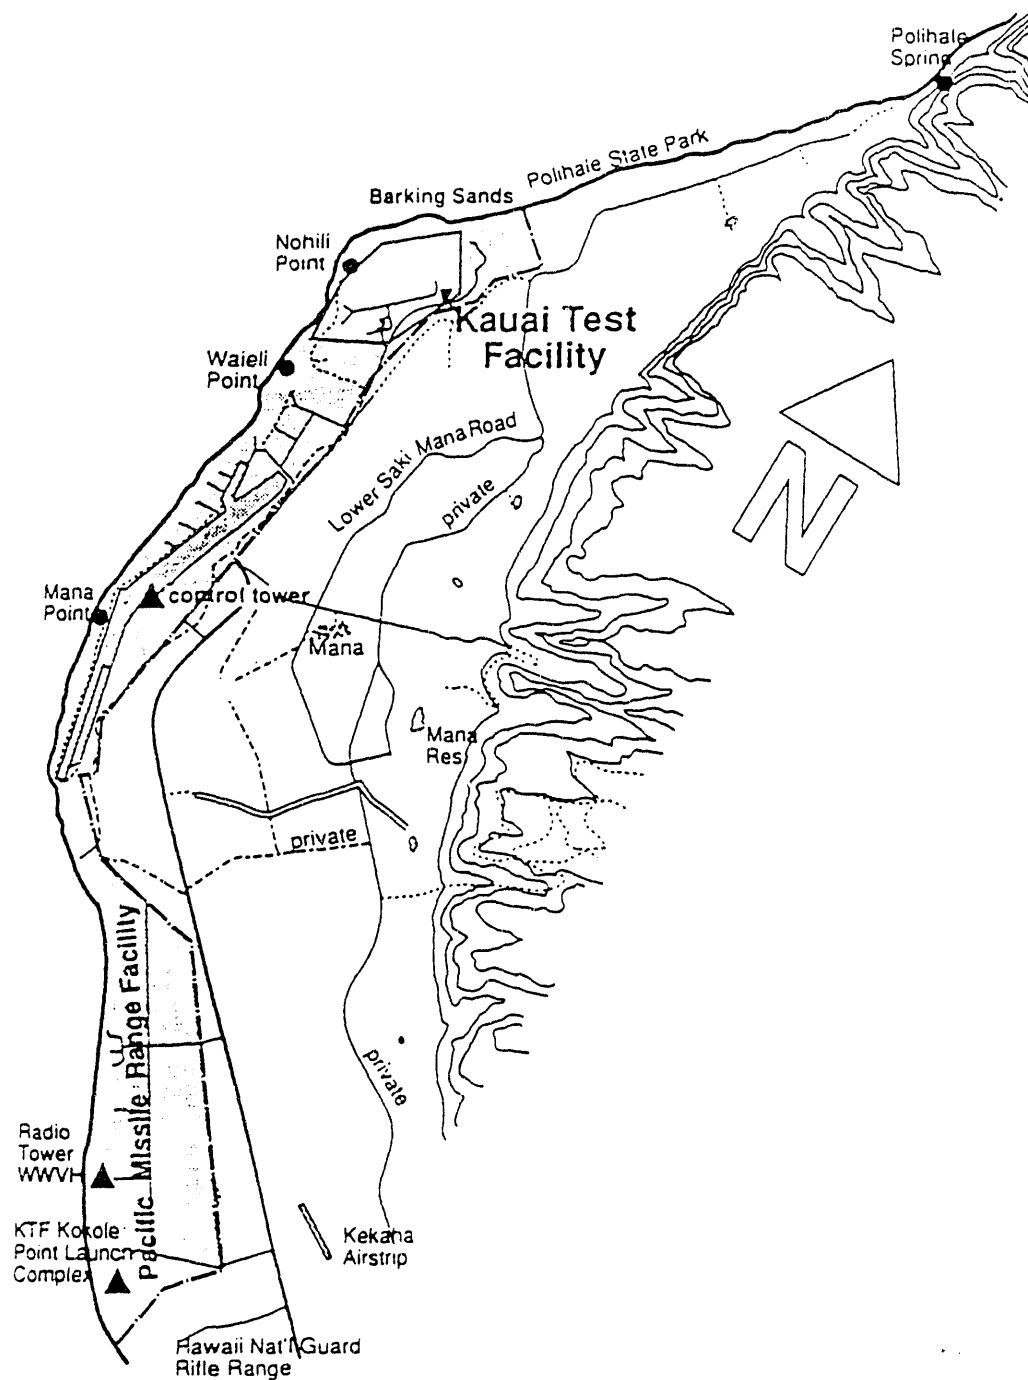 Polihale
Spring
Polihale State Park
Barking Sands
Nohili
Point
Kauai Test
Facility
Waieli
Point
Lower Saki Mana Road
private
N
Mana
Point
control tower
Mana
Mana
Res
private
Pacific Missile Range Facility
private
Radio
Tower
WWVH
KTF Kokole
Point Launch
Complex
Kekaha
Airstrip
Hawaii Nat'l Guard
Rifle Range